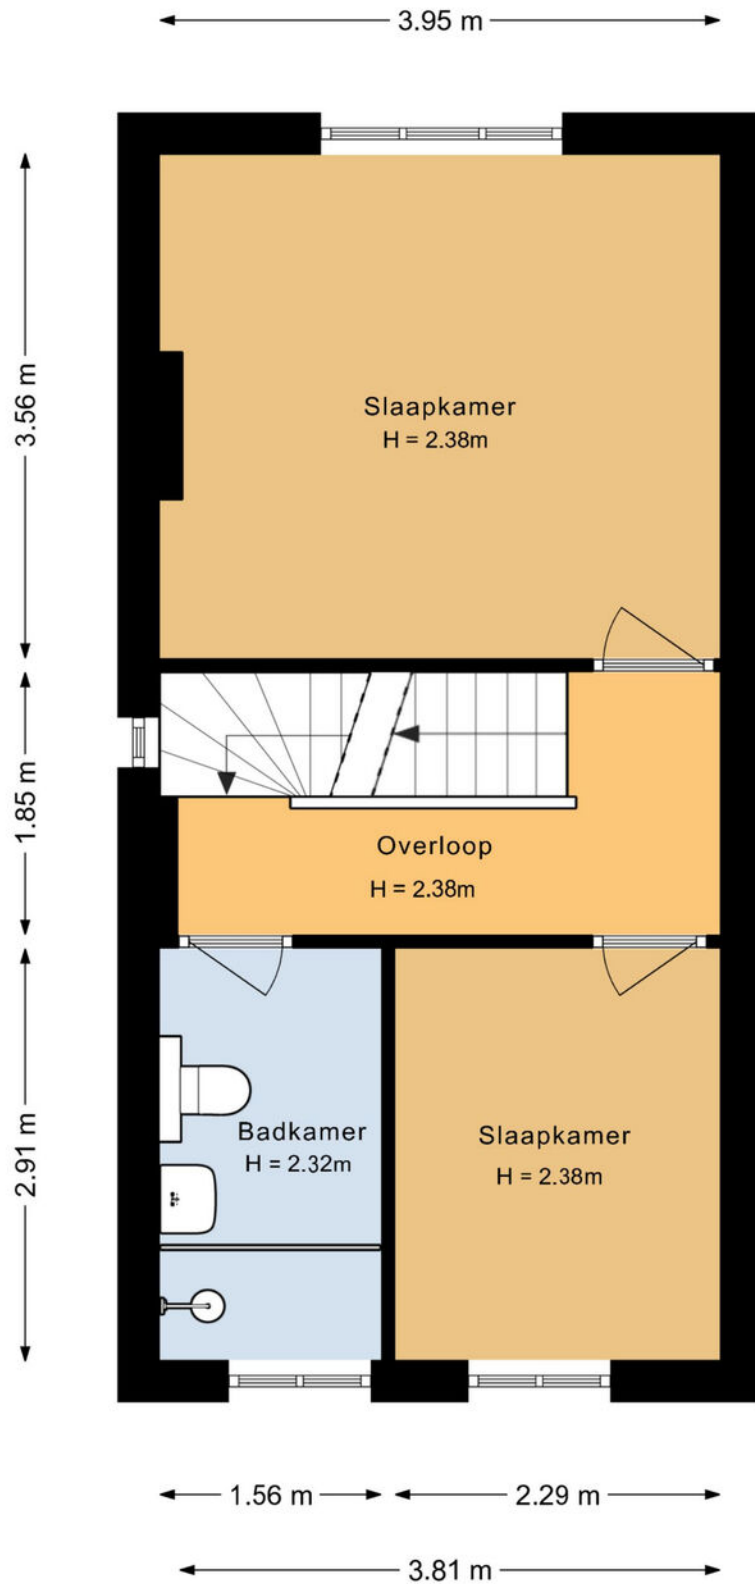 3.95 m
3.56 m
Slaapkamer
H = 2.38m
1.85 m
Overloop
H = 2.38m
2.91 m
Badkamer
H = 2.32m
Slaapkamer
H = 2.38m
1.56 m
2.29 m
3.81 m